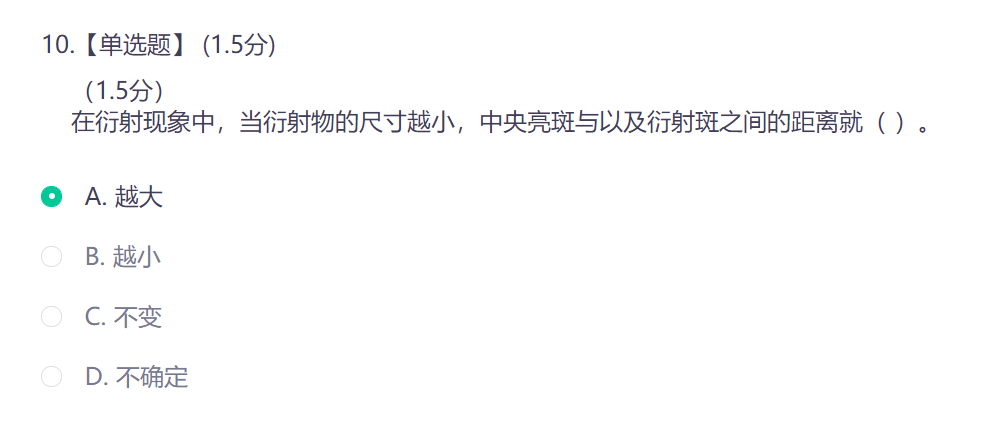 10.【单选题】 (1.5分)
（1.5分）
在衍射现象中，当衍射物的尺寸越小，中央亮斑与以及衍射斑之间的距离就（ ）。
A. 越大
B. 越小
C. 不变
D. 不确定